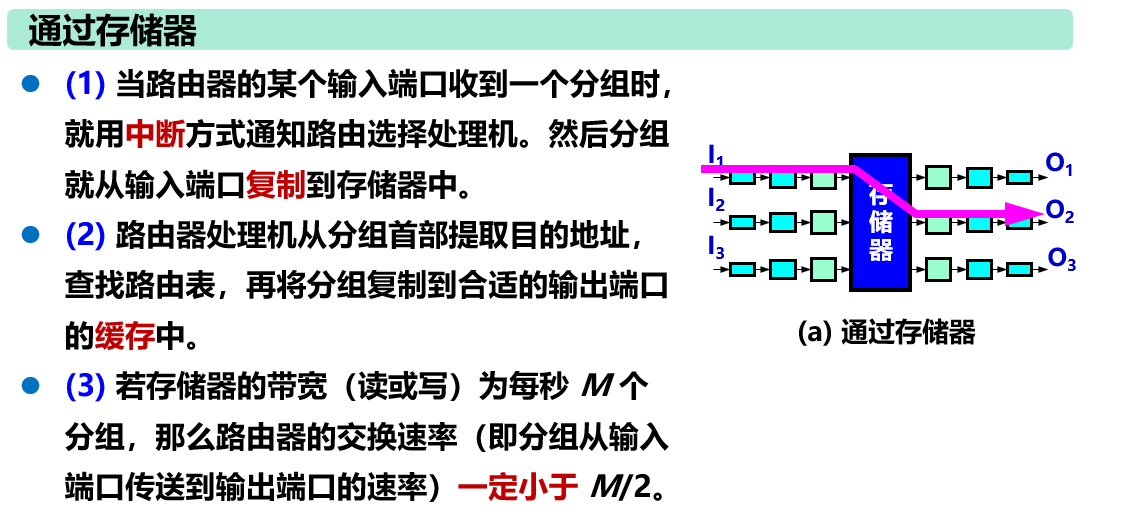 通过存储器
(1) 当路由器的某个输入端口收到一个分组时，
就用中断方式通知路由选择处理机。然后分组
就从输入端口复制到存储器中。
(2) 路由器处理机从分组首部提取目的地址，
查找路由表，再将分组复制到合适的输出端口
的缓存中。
(3) 若存储器的带宽（读或写）为每秒 M 个
分组，那么路由器的交换速率（即分组从输入
端口传送到输出端口的速率）一定小于 M/2。
I1
I2
I3
存
储
器
O1
O2
O3
(a) 通过存储器